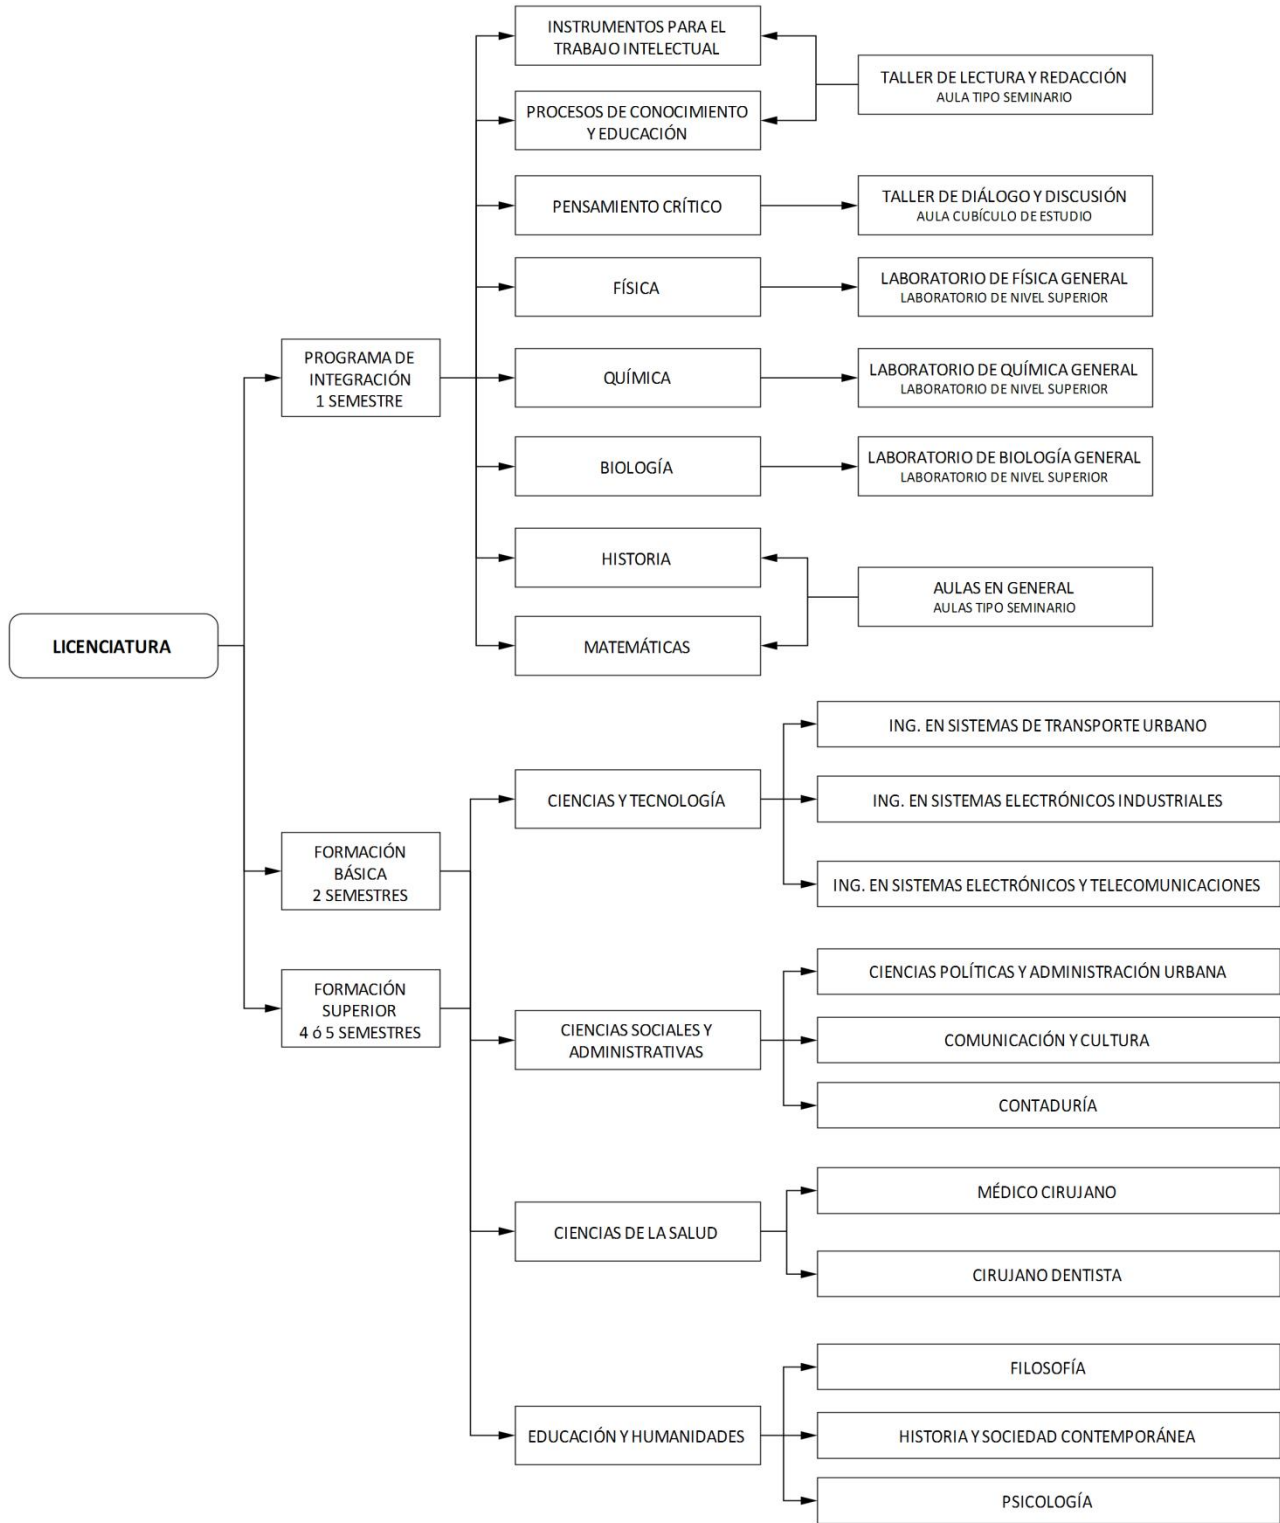 INSTRUMENTOS PARA EL
TRABAJO INTELECTUAL
TALLER DE LECTURA Y REDACCIÓN
AULA TIPO SEMINARIO
PROCESOS DE CONOCIMIENTO
Y EDUCACIÓN
PENSAMIENTO CRÍTICO
TALLER DE DIÁLOGO Y DISCUSIÓN
AULA CUBÍCULO DE ESTUDIO
FÍSICA
LABORATORIO DE FÍSICA GENERAL
LABORATORIO DE NIVEL SUPERIOR
PROGRAMA DE
INTEGRACIÓN
1 SEMESTRE
QUÍMICA
LABORATORIO DE QUÍMICA GENERAL
LABORATORIO DE NIVEL SUPERIOR
BIOLOGÍA
LABORATORIO DE BIOLOGÍA GENERAL
LABORATORIO DE NIVEL SUPERIOR
HISTORIA
AULAS EN GENERAL
AULAS TIPO SEMINARIO
MATEMÁTICAS
LICENCIATURA
CIENCIAS Y TECNOLOGÍA
ING. EN SISTEMAS DE TRANSPORTE URBANO
ING. EN SISTEMAS ELECTRÓNICOS INDUSTRIALES
ING. EN SISTEMAS ELECTRÓNICOS Y TELECOMUNICACIONES
FORMACIÓN
BÁSICA
2 SEMESTRES
FORMACIÓN
SUPERIOR
4 ó 5 SEMESTRES
CIENCIAS SOCIALES Y
ADMINISTRATIVAS
CIENCIAS POLÍTICAS Y ADMINISTRACIÓN URBANA
COMUNICACIÓN Y CULTURA
CONTADURÍA
CIENCIAS DE LA SALUD
MÉDICO CIRUJANO
CIRUJANO DENTISTA
EDUCACIÓN Y HUMANIDADES
FILOSOFÍA
HISTORIA Y SOCIEDAD CONTEMPORÁNEA
PSICOLOGÍA